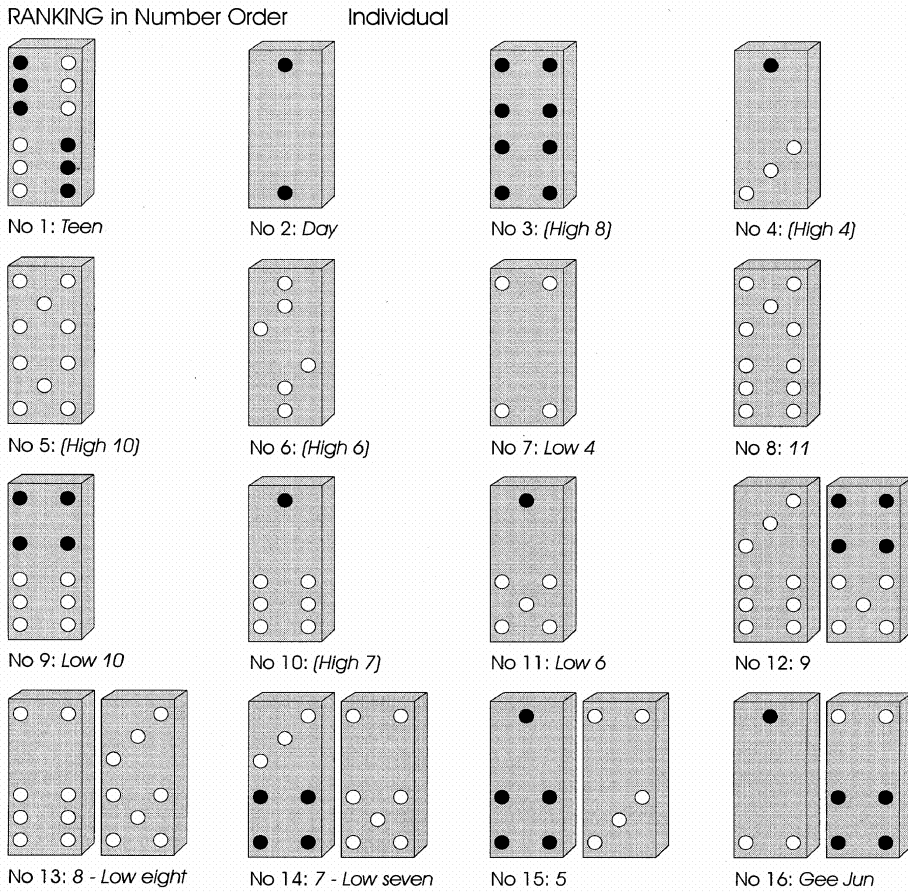 RANKING in Number Order Individual
No 1: Teen
No 2: Day
No 3: (High 8)
No 4: (High 4)
No 5: (High 10)
No 6: (High 6)
No 7: Low 4
No 8: 11
No 9: Low 10
No 10: (High 7)
No 11: Low 6
No 12: 9
No 13: 8 - Low eight
No 14: 7 - Low seven
No 15: 5
No 16: Gee Jun